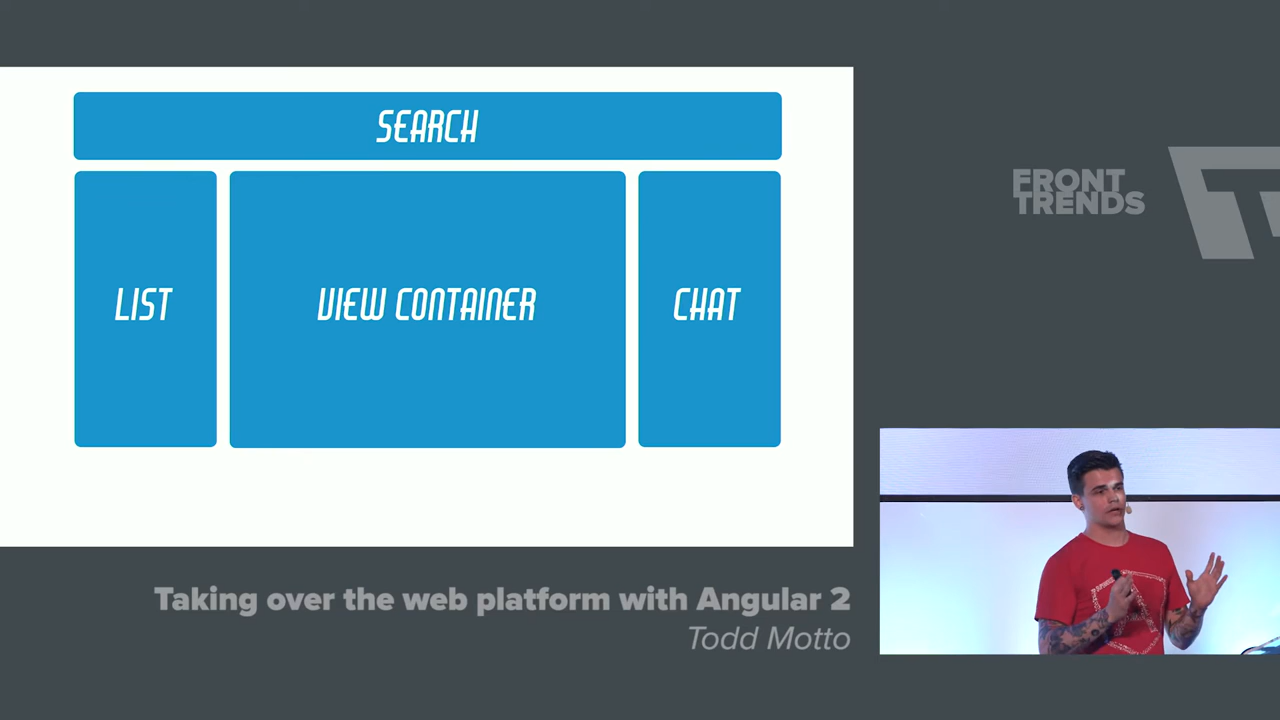 SEARCH
LIST
VIEW CONTAINER
CHAT
FRONT
TRENDS
Taking over the web platform with Angular 2
Todd Motto